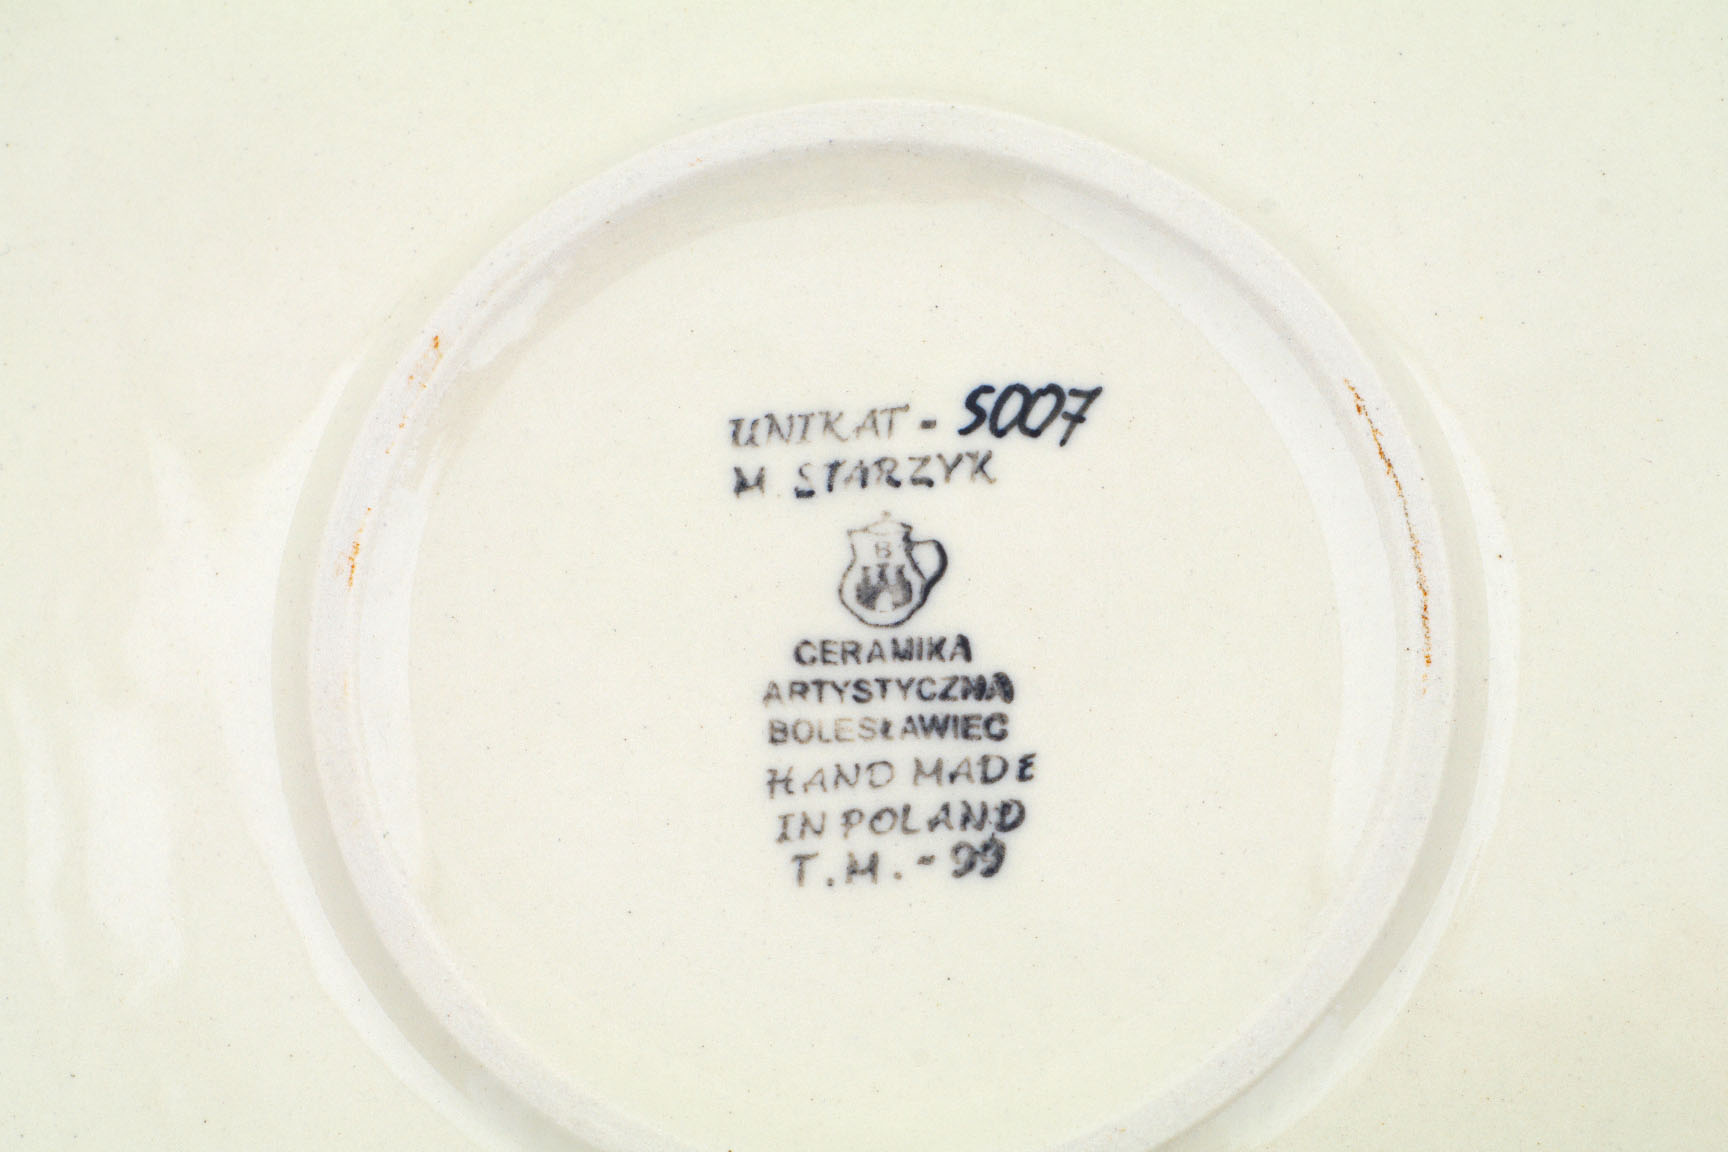 UNIKAT - 5007
M. STARZYK
B
CERAMIKA
ARTYSTYCZNA
BOLESŁAWIEC
HAND MADE
IN POLAND
T.M. - 99